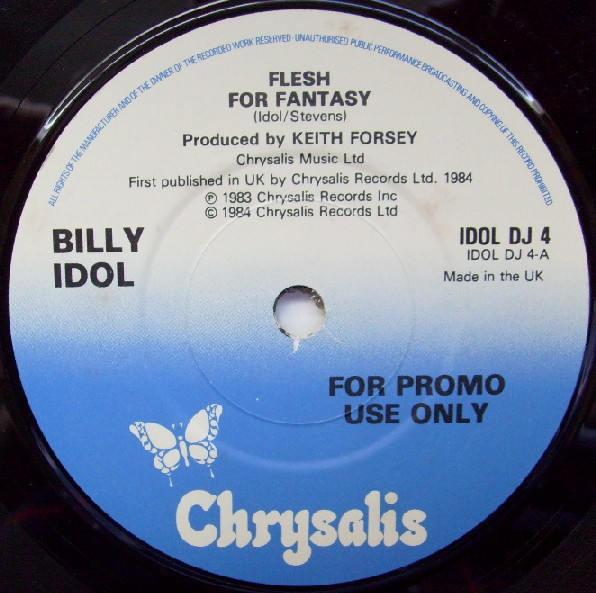 ALL RIGHTS OF THE MANUFACTURER AND OF THE OWNER OF THE RECORDED WORK RESERVED · UNAUTHORISED PUBLIC PERFORMANCE BROADCASTING AND COPYING OF THIS RECORD PROHIBITED
FLESH
FOR FANTASY
(Idol/Stevens)
Produced by KEITH FORSEY
Chrysalis Music Ltd
First published in UK by Chrysalis Records Ltd. 1984
℗ 1983 Chrysalis Records Inc
© 1984 Chrysalis Records Ltd
BILLY
IDOL
IDOL DJ 4
IDOL DJ 4-A
Made in the UK
FOR PROMO
USE ONLY
Chrysalis